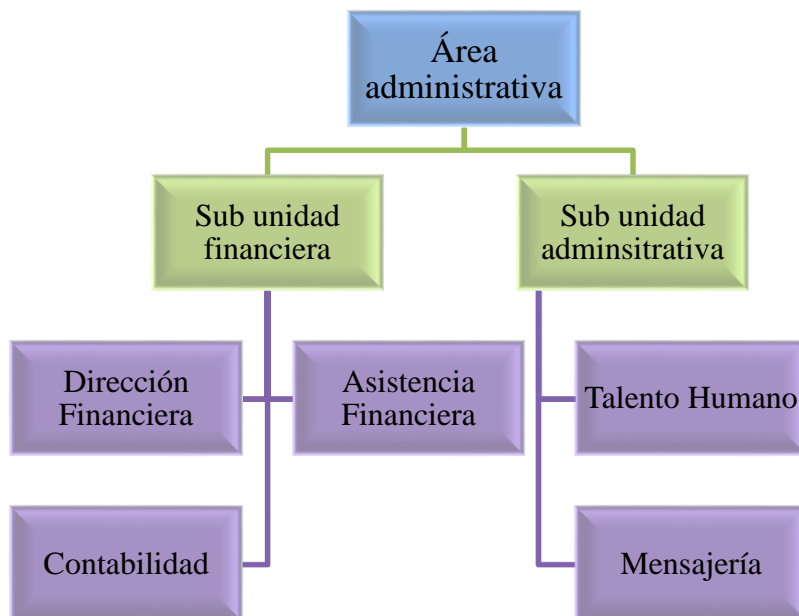 Área
administrativa
Sub unidad
financiera
Sub unidad
adminsitrativa
Dirección
Financiera
Asistencia
Financiera
Talento Humano
Contabilidad
Mensajería